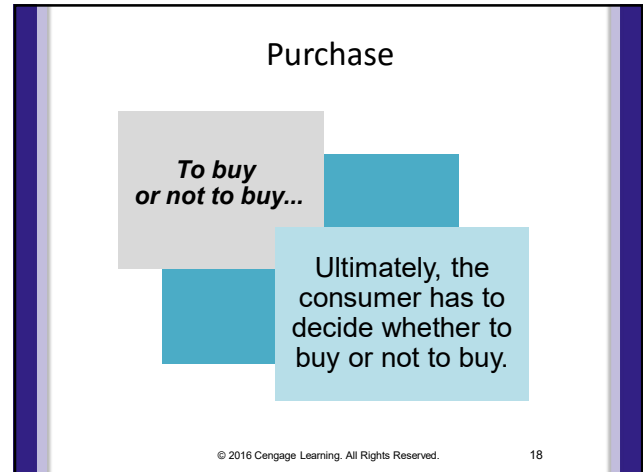 Purchase
To buy
or not to buy...
Ultimately, the
consumer has to
decide whether to
buy or not to buy.
© 2016 Cengage Learning. All Rights Reserved.
18